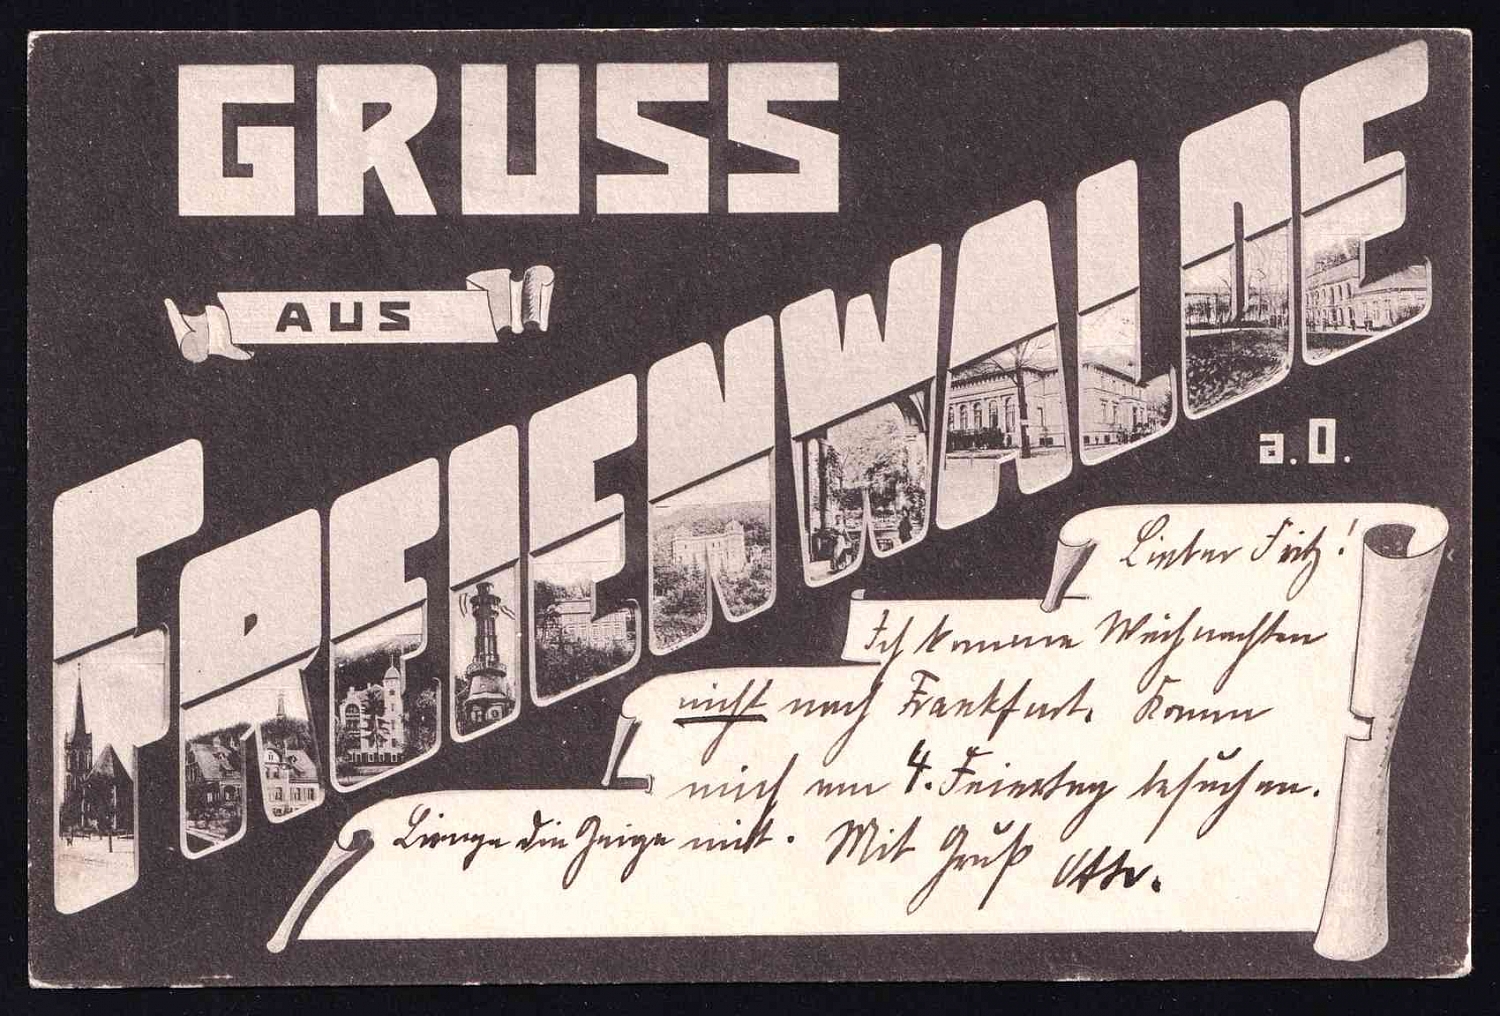 GRUSS
AUS
FREIENWALDE
a.O.
Lieber Fritz!
Ich komme Weihnachten
nicht nach Frankfurt. Komm
mich am 4. Feiertag besuchen.
Bringe die Geige mit. Mit Gruß Otto.